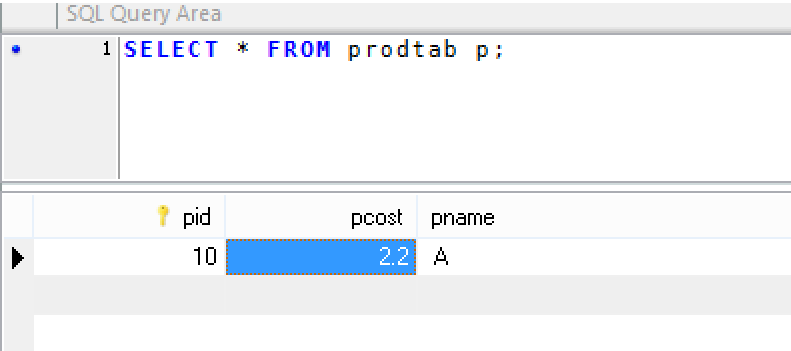 SQL Query Area
1 SELECT * FROM prodtab p;
pid pcost pname
10 2.2 A